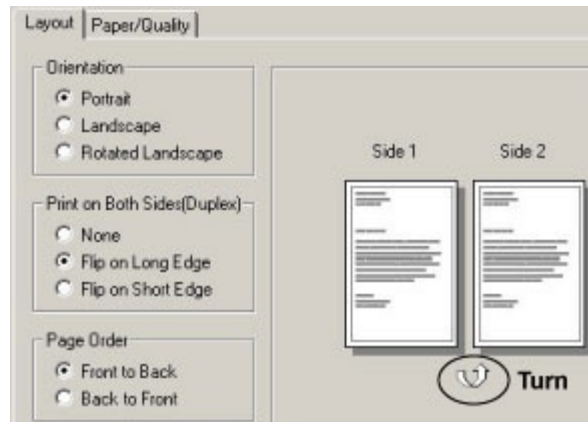 Layout
Paper/Quality
Orientation
Portrait
Landscape
Rotated Landscape
Print on Both Sides(Duplex)
None
Flip on Long Edge
Flip on Short Edge
Page Order
Front to Back
Back to Front
Side 1
Side 2
Turn